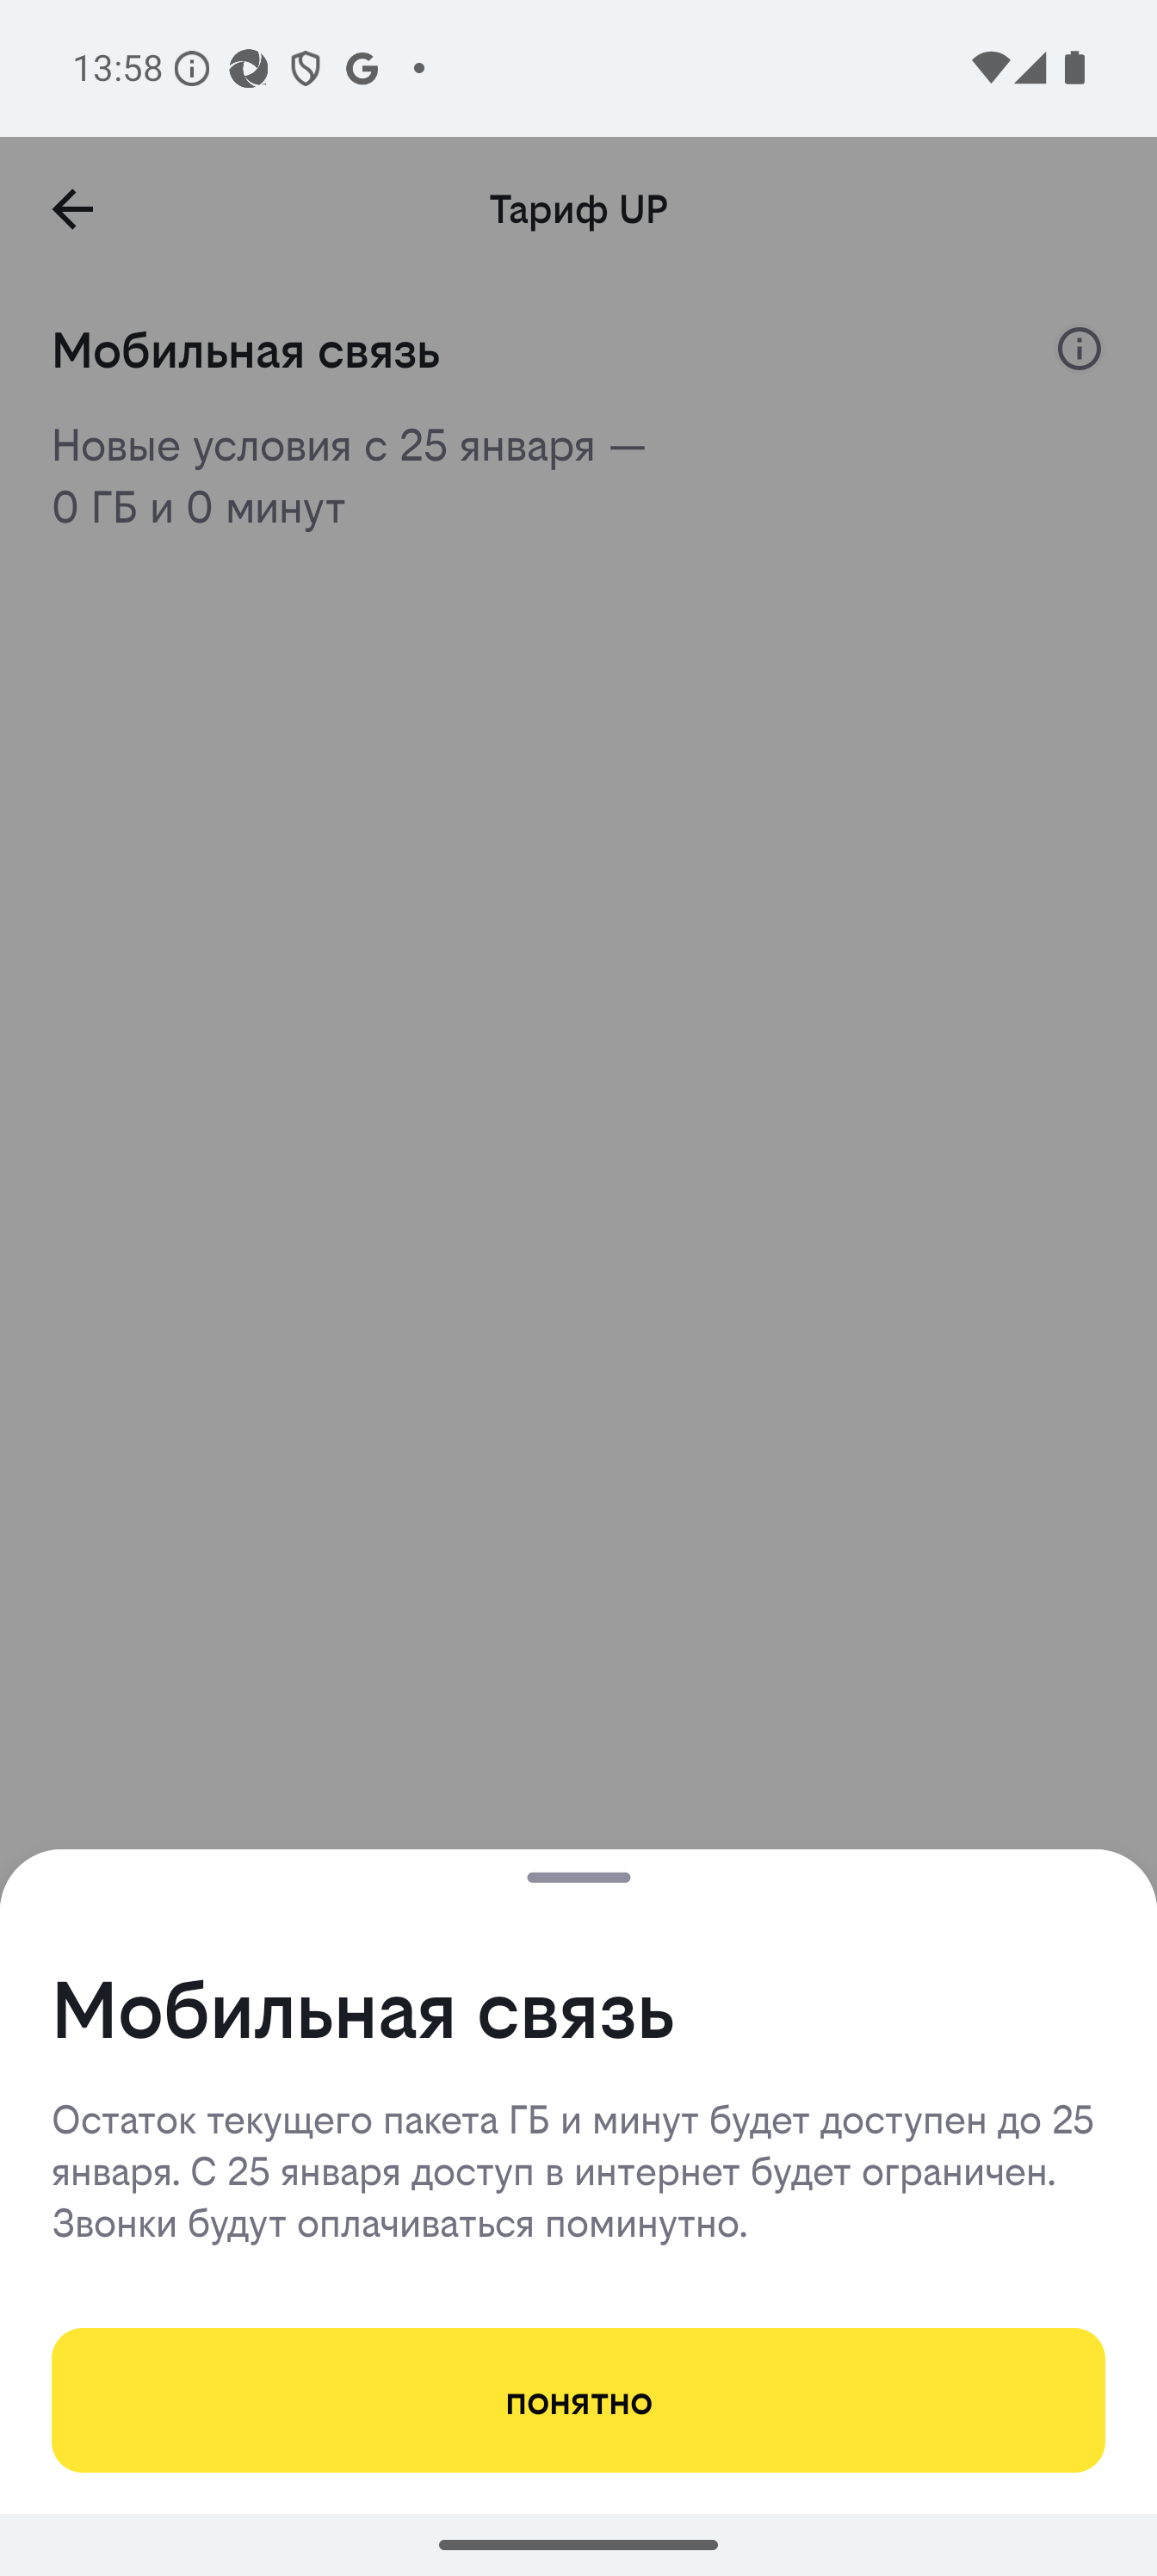 13:58
Тариф UP
Мобильная связь
Новые условия с 25 января —
0 ГБ и 0 минут
Мобильная связь
Остаток текущего пакета ГБ и минут будет доступен до 25
января. С 25 января доступ в интернет будет ограничен.
Звонки будут оплачиваться поминутно.
понятно